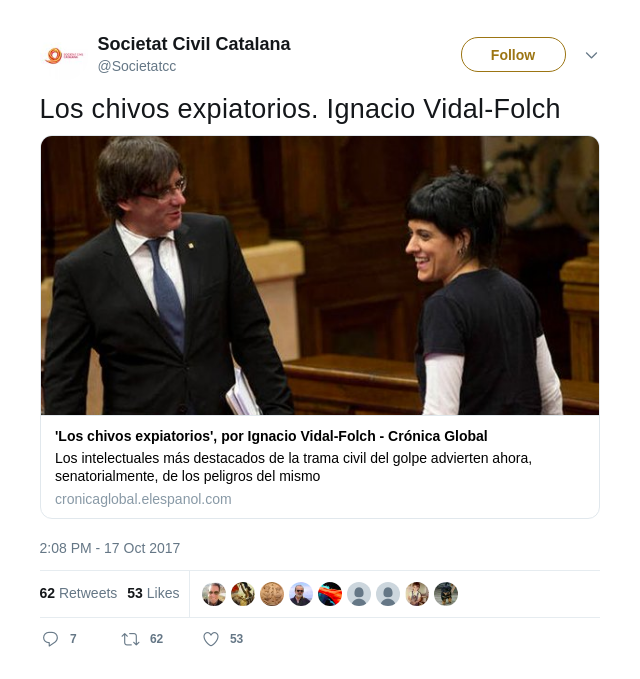 Societat Civil Catalana
@Societatcc
Follow
Los chivos expiatorios. Ignacio Vidal-Folch
'Los chivos expiatorios', por Ignacio Vidal-Folch - Crónica Global
Los intelectuales más destacados de la trama civil del golpe advierten ahora,
senatorialmente, de los peligros del mismo
cronicaglobal.elespanol.com
2:08 PM - 17 Oct 2017
62 Retweets 53 Likes
7 62 53